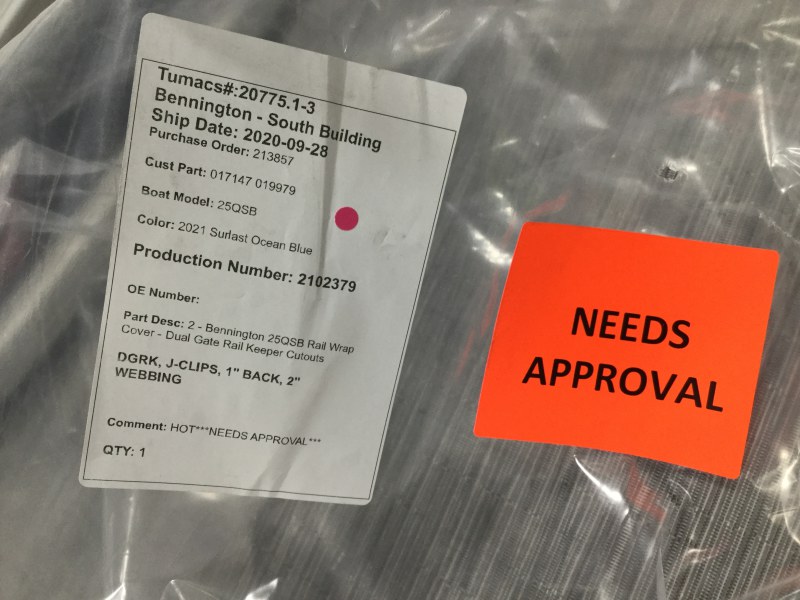 Tumacs#:20775.1-3
Bennington - South Building
Ship Date: 2020-09-28
Purchase Order: 213857
Cust Part: 017147 019979
Boat Model: 25QSB
Color: 2021 Surlast Ocean Blue
Production Number: 2102379
OE Number:
Part Desc: 2 - Bennington 25QSB Rail Wrap
Cover - Dual Gate Rail Keeper Cutouts
DGRK, J-CLIPS, 1" BACK, 2"
WEBBING
Comment: HOT***NEEDS APPROVAL***
QTY: 1
NEEDS
APPROVAL